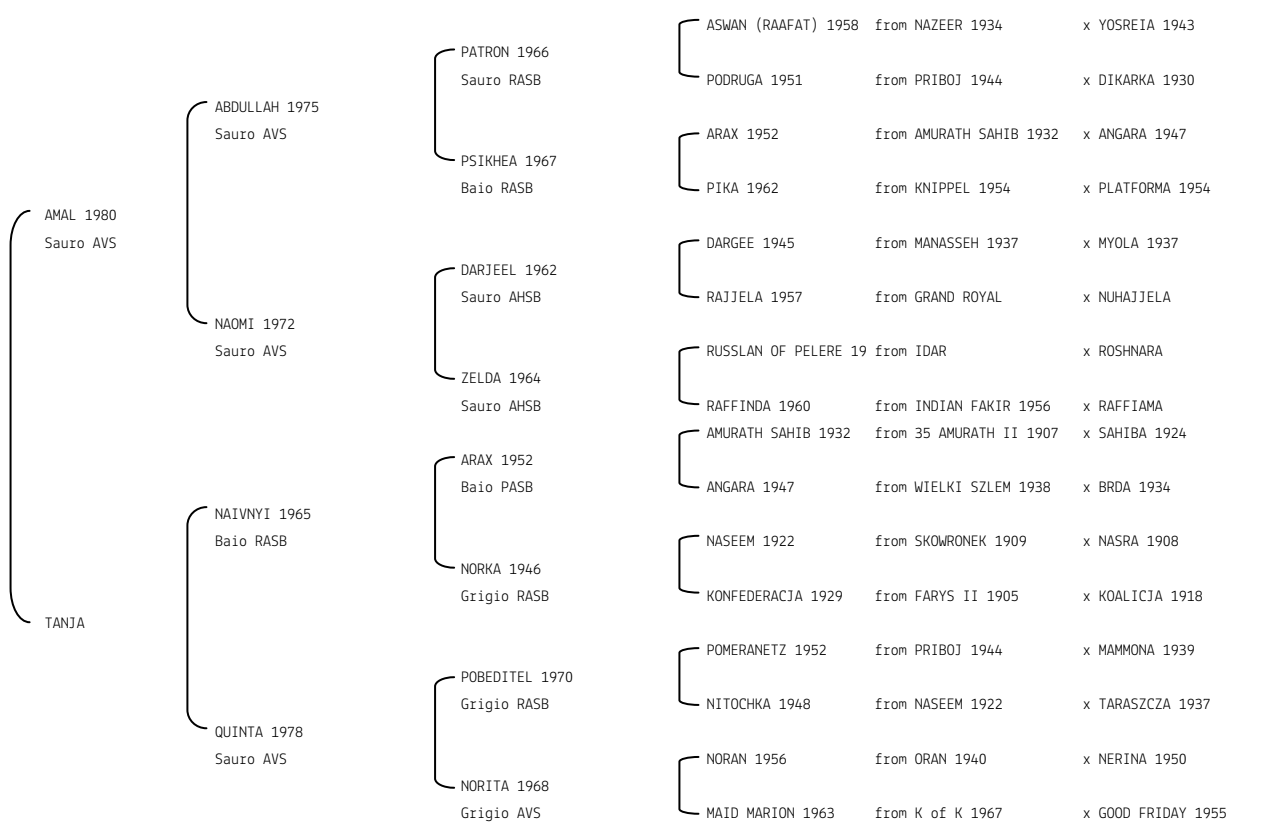 ASWAN (RAAFAT) 1958 from NAZEER 1934 x YOSREIA 1943
PATRON 1966
Sauro RASB
PODRUGA 1951 from PRIBOJ 1944 x DIKARKA 1930
ABDULLAH 1975
Sauro AVS
ARAX 1952 from AMURATH SAHIB 1932 x ANGARA 1947
PSIKHEA 1967
Baio RASB
PIKA 1962 from KNIPPEL 1954 x PLATFORMA 1954
AMAL 1980
Sauro AVS
DARGEE 1945 from MANASSEH 1937 x MYOLA 1937
DARJEEL 1962
Sauro AHSB
RAJJELA 1957 from GRAND ROYAL x NUHAJJELA
NAOMI 1972
Sauro AVS
RUSSLAN OF PELERE 19 from IDAR x ROSHNARA
ZELDA 1964
Sauro AHSB
RAFFINDA 1960 from INDIAN FAKIR 1956 x RAFFIAMA
AMURATH SAHIB 1932 from 35 AMURATH II 1907 x SAHIBA 1924
ARAX 1952
Baio PASB
ANGARA 1947 from WIELKI SZLEM 1938 x BRDA 1934
NAIVNYI 1965
Baio RASB
NASEEM 1922 from SKOWRONEK 1909 x NASRA 1908
NORKA 1946
Grigio RASB
KONFEDERACJA 1929 from FARYS II 1905 x KOALICJA 1918
TANJA
POMERANETZ 1952 from PRIBOJ 1944 x MAMMONA 1939
POBEDITEL 1970
Grigio RASB
NITOCHKA 1948 from NASEEM 1922 x TARASZCZA 1937
QUINTA 1978
Sauro AVS
NORAN 1956 from ORAN 1940 x NERINA 1950
NORITA 1968
Grigio AVS
MAID MARION 1963 from K of K 1967 x GOOD FRIDAY 1955